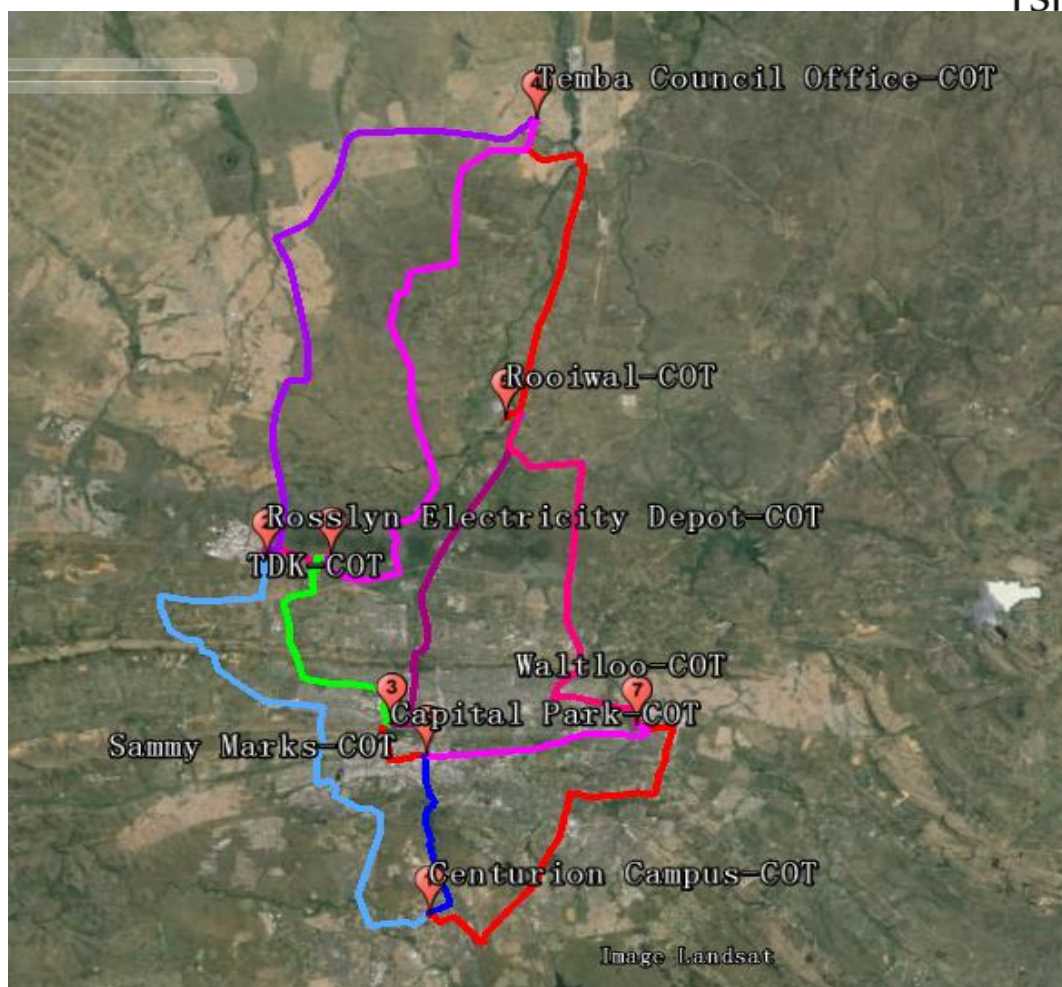 Temba Council Office-COT
4
Rooiwal-COT
Rosslyn Electricity Depot-COT
TDK-COT
Waltloo-COT
3
7
Capital Park-COT
Sammy Marks-COT
Centurion Campus-COT
Image Landsat